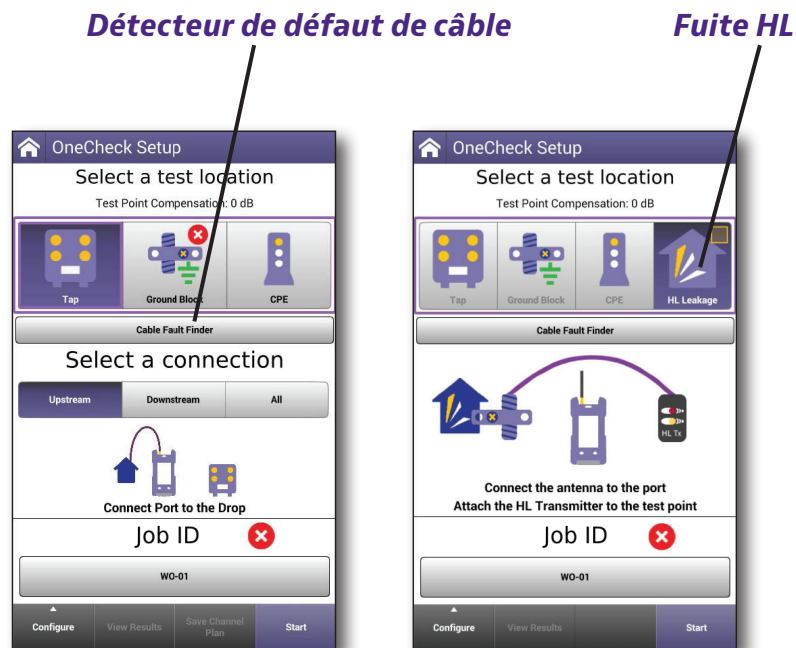 Détecteur de défaut de câble
Fuite HL
OneCheck Setup
Select a test location
Test Point Compensation: 0 dB
Tap
Ground Block
CPE
Cable Fault Finder
Select a connection
Upstream
Downstream
All
Connect Port to the Drop
Job ID
WO-01
Configure
View Results
Save Channel
Plan
Start
OneCheck Setup
Select a test location
Test Point Compensation: 0 dB
Tap
Ground Block
CPE
HL Leakage
Cable Fault Finder
HL Tx
Connect the antenna to the port
Attach the HL Transmitter to the test point
Job ID
WO-01
Configure
View Results
Start